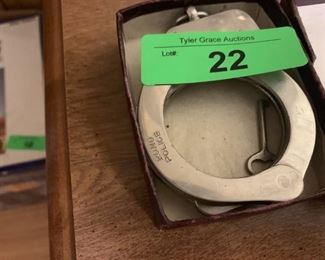 Tyler Grace Auctions
Lot#:
22
POLICE